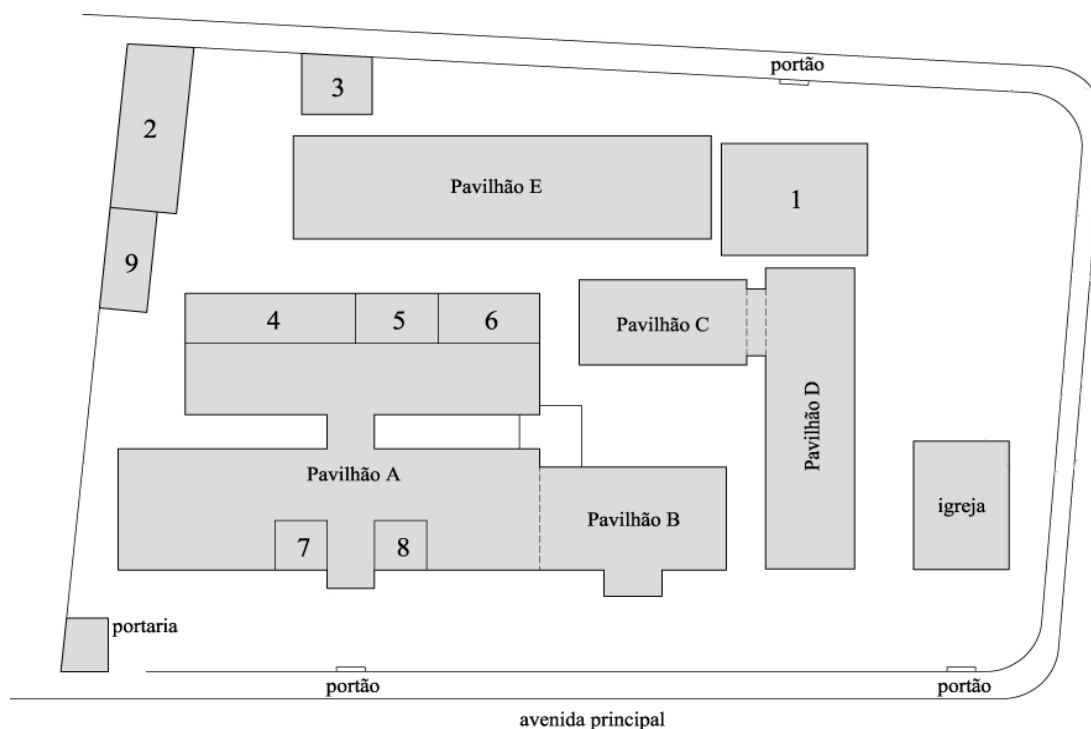 portão
3
2
Pavilhão E
1
9
4
5
6
Pavilhão C
Pavilhão D
Pavilhão A
igreja
Pavilhão B
7
8
portaria
portão
portão
avenida principal